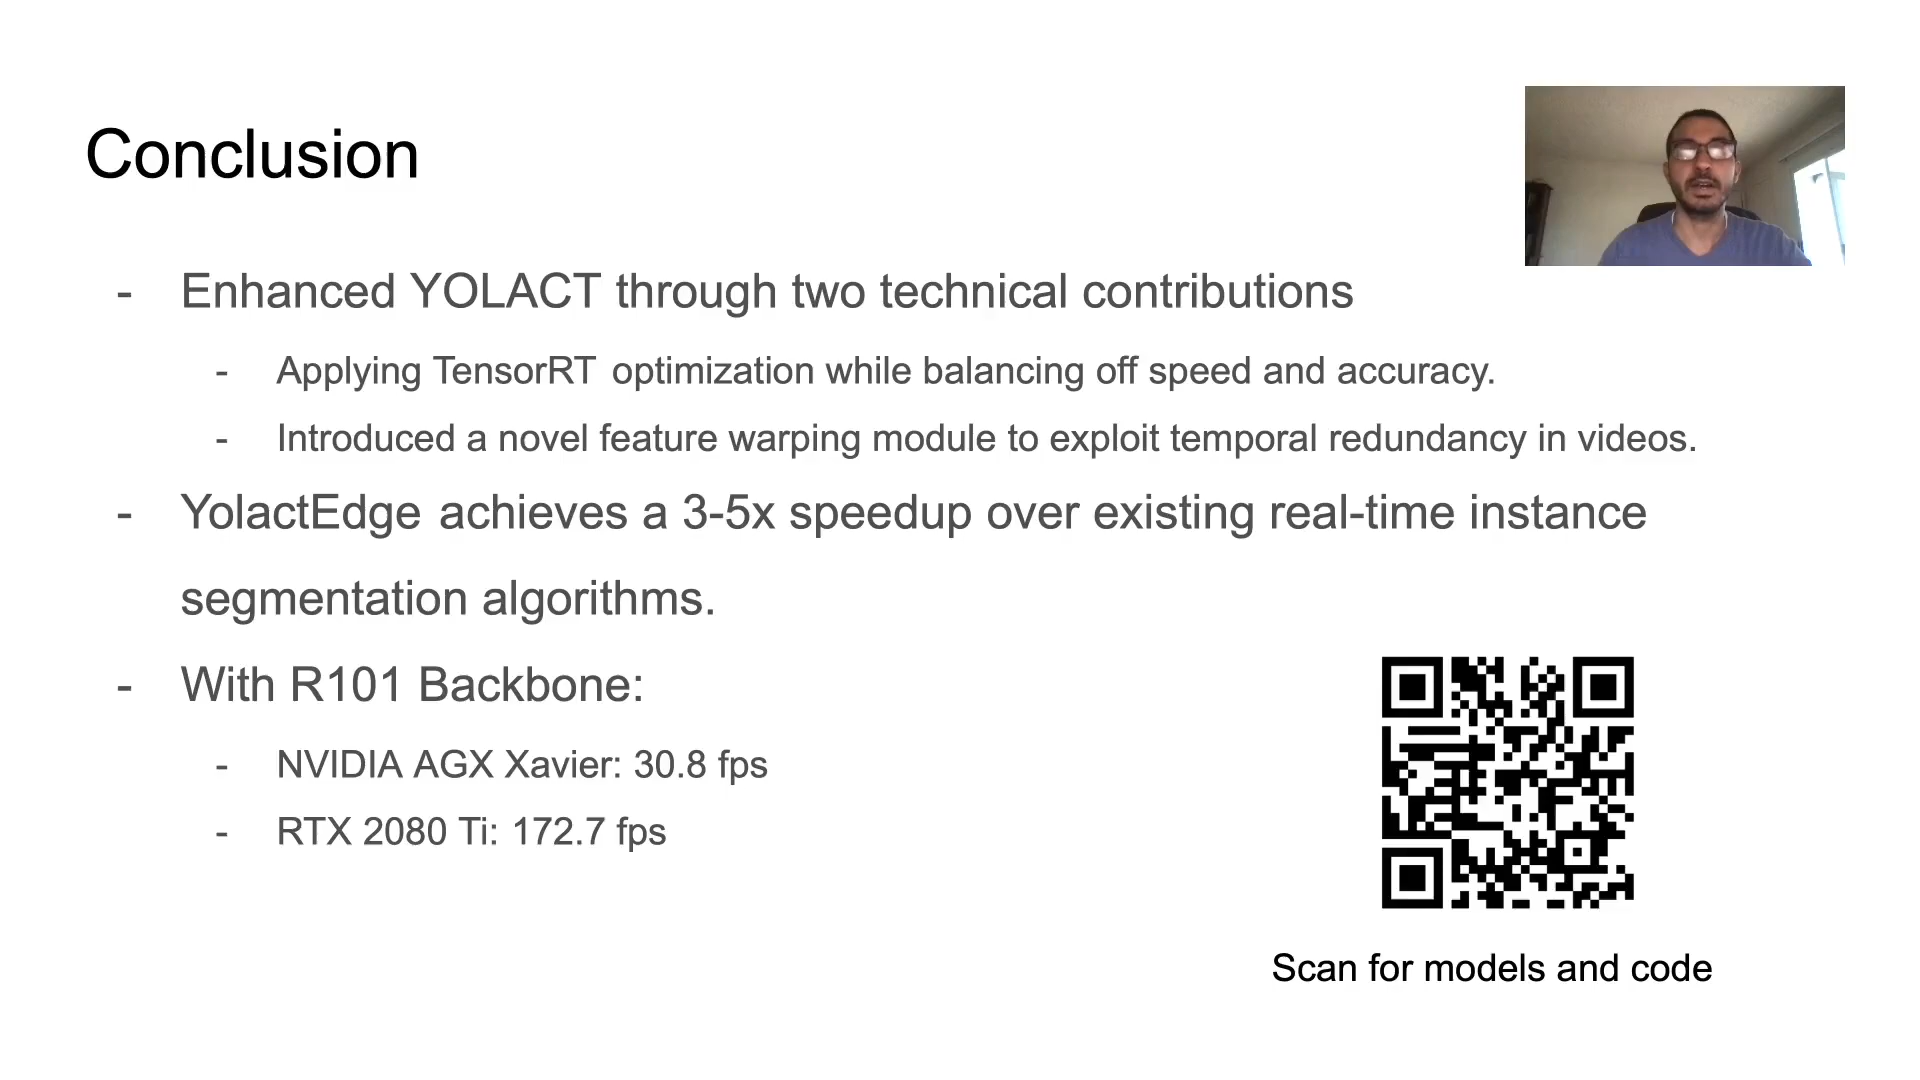 Conclusion
- Enhanced YOLACT through two technical contributions
- Applying TensorRT optimization while balancing off speed and accuracy.
- Introduced a novel feature warping module to exploit temporal redundancy in videos.
- YolactEdge achieves a 3-5x speedup over existing real-time instance
segmentation algorithms.
- With R101 Backbone:
- NVIDIA AGX Xavier: 30.8 fps
- RTX 2080 Ti: 172.7 fps
Scan for models and code